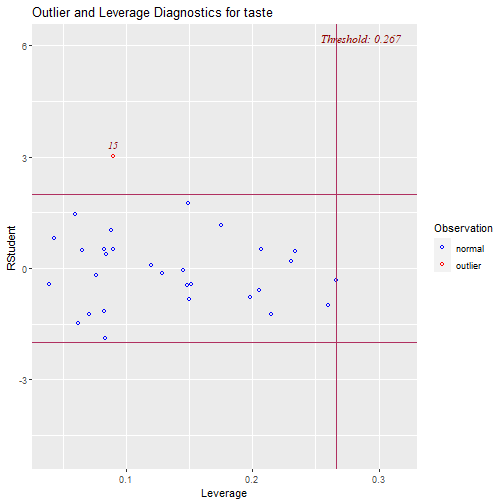 Outlier and Leverage Diagnostics for taste
Threshold: 0.267
6
15
3
0
-3
RStudent
0.1 0.2 0.3
Leverage
Observation
normal
outlier